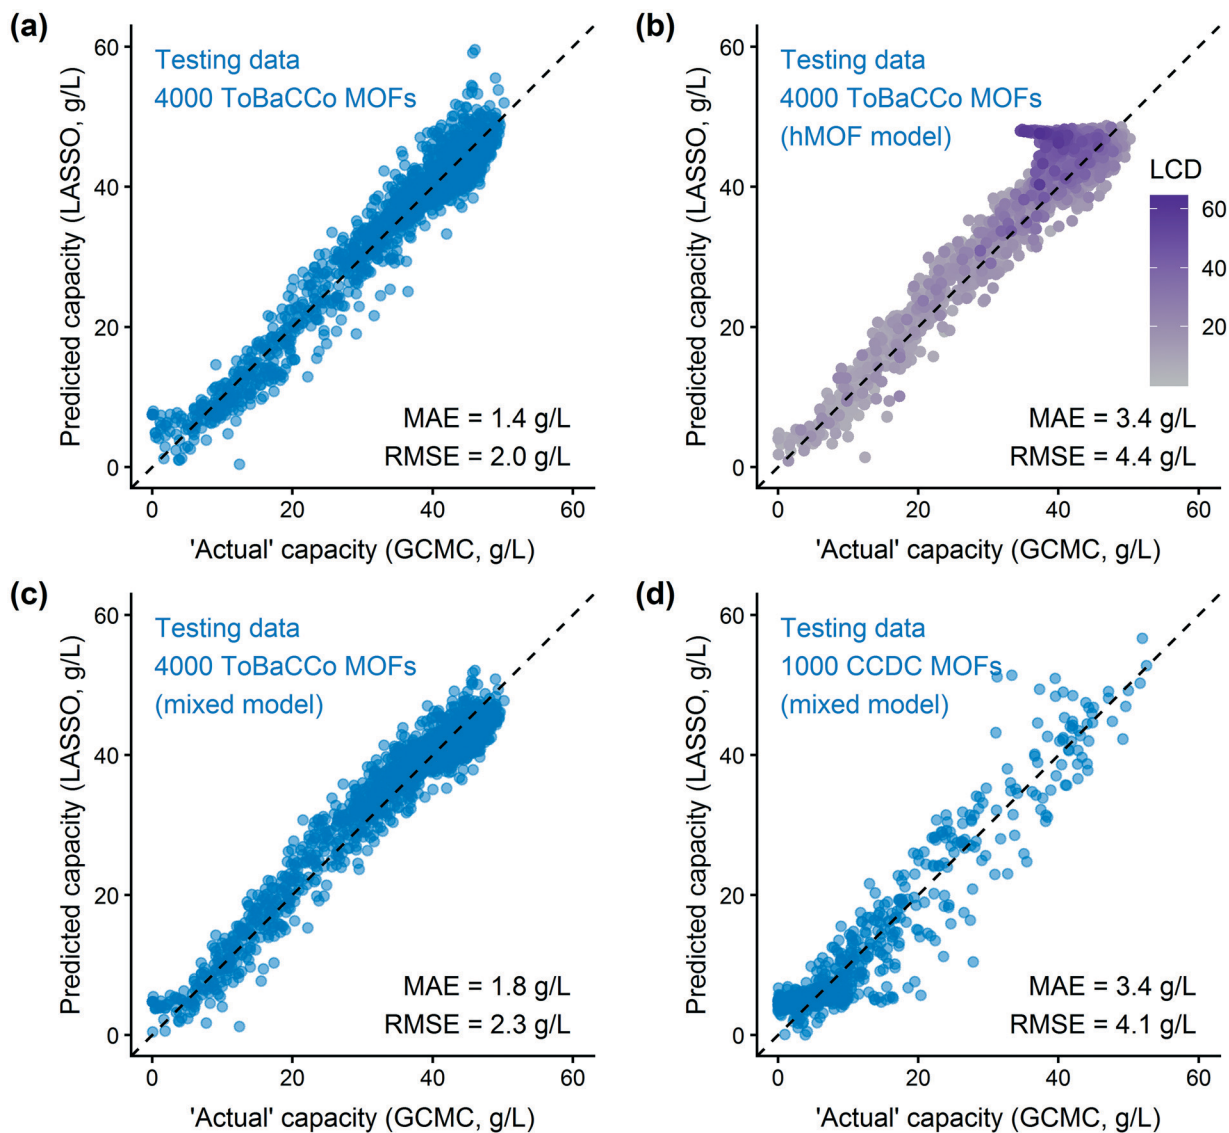 (a)
Testing data
4000 ToBaCCo MOFs
60
40
20
0
Predicted capacity (LASSO, g/L)
MAE = 1.4 g/L
RMSE = 2.0 g/L
0 20 40 60
'Actual' capacity (GCMC, g/L)
(b)
Testing data
4000 ToBaCCo MOFs
(hMOF model)
60
40
20
0
Predicted capacity (LASSO, g/L)
LCD
60
40
20
MAE = 3.4 g/L
RMSE = 4.4 g/L
0 20 40 60
'Actual' capacity (GCMC, g/L)
(c)
Testing data
4000 ToBaCCo MOFs
(mixed model)
60
40
20
0
Predicted capacity (LASSO, g/L)
MAE = 1.8 g/L
RMSE = 2.3 g/L
0 20 40 60
'Actual' capacity (GCMC, g/L)
(d)
Testing data
1000 CCDC MOFs
(mixed model)
60
40
20
0
Predicted capacity (LASSO, g/L)
MAE = 3.4 g/L
RMSE = 4.1 g/L
0 20 40 60
'Actual' capacity (GCMC, g/L)